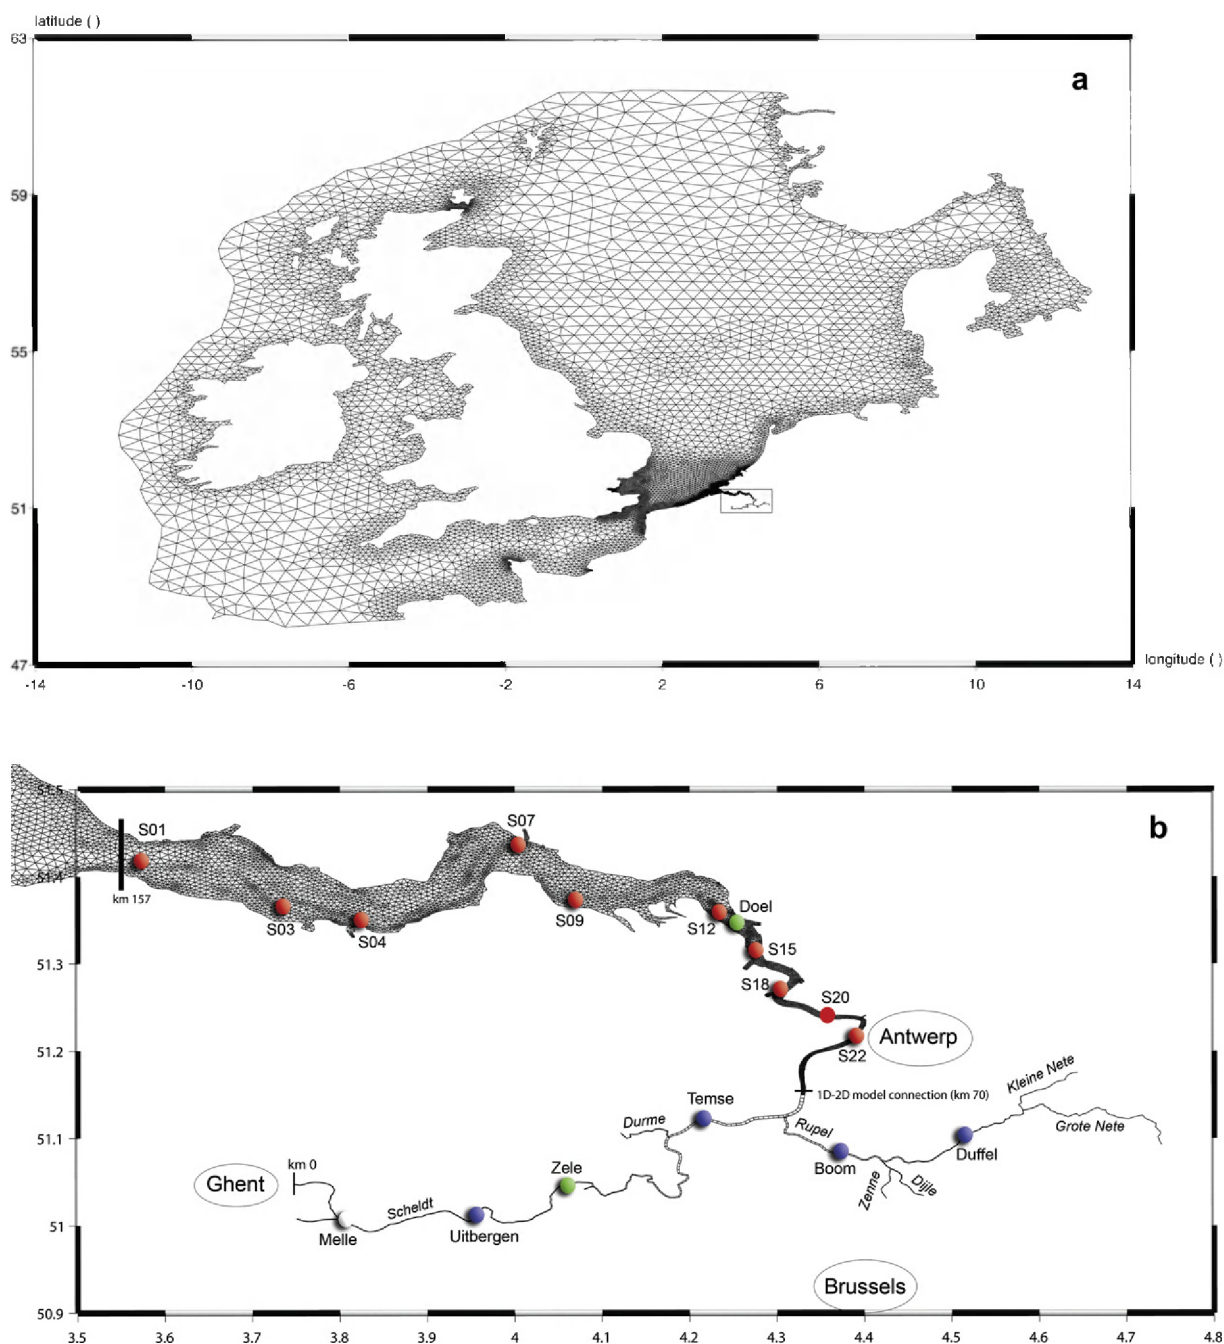 latitude ( )
63
a
59
55
51
47
longitude ( )
-14 -10 -6 -2 2 6 10 14
51.5
b
S01
S07
51.4
km 157
S03
S04
S09
S12
Doel
S15
51.3
S18
S20
Antwerp
S22
51.2
1D-2D model connection (km 70)
Kleine Nete
Temse
Durme
Rupel
Grote Nete
51.1
Duffel
Boom
km 0
Ghent
Zele
Zenne
Dijle
Scheldt
51
Melle
Uitbergen
Brussels
50.9
3.5 3.6 3.7 3.8 3.9 4 4.1 4.2 4.3 4.4 4.5 4.6 4.7 4.8